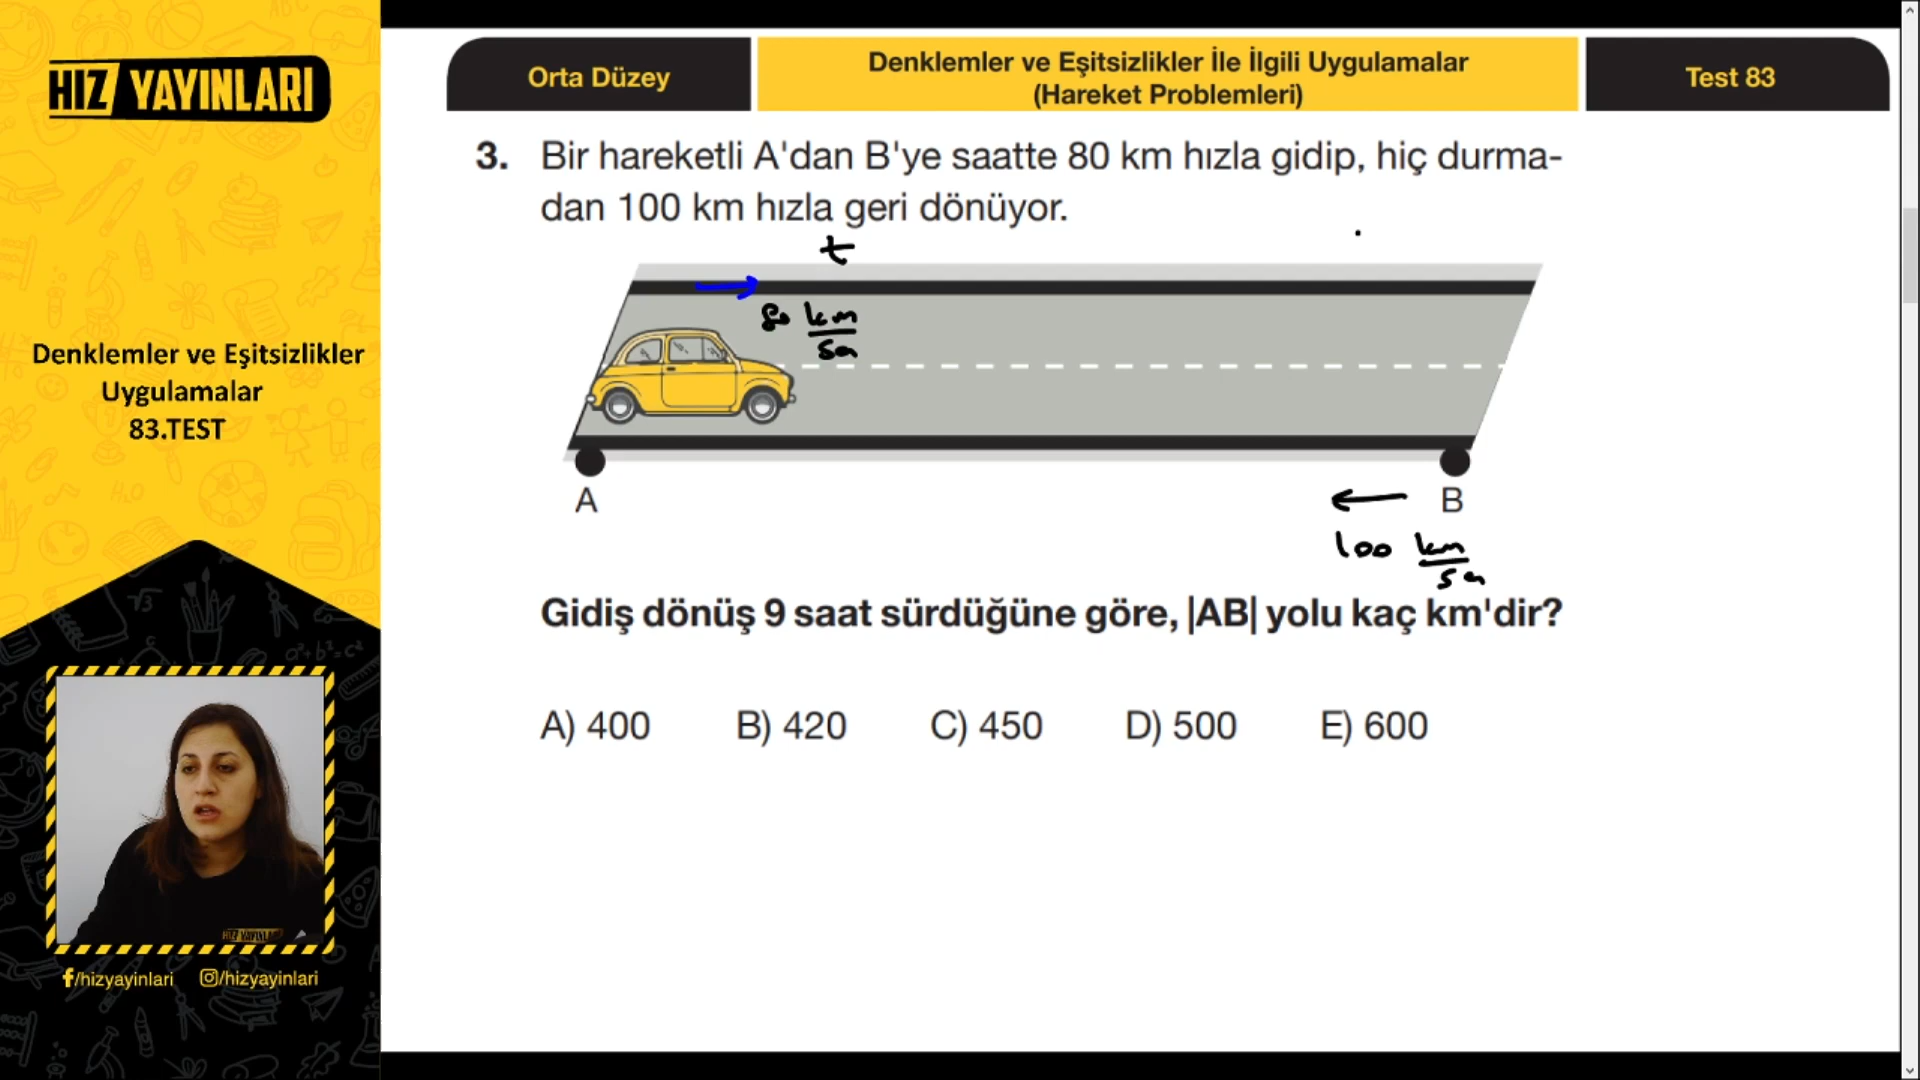 HIZ YAYINLARI
Denklemler ve Eşitsizlikler
Uygulamalar
83.TEST
HIZ YAYINLARI
/hizyayinlari
/hizyayinlari
Orta Düzey
Denklemler ve Eşitsizlikler İle İlgili Uygulamalar
(Hareket Problemleri)
Test 83
3. Bir hareketli A'dan B'ye saatte 80 km hızla gidip, hiç durma-
dan 100 km hızla geri dönüyor.
t
80 km
sa
A
B
100 km
sa
Gidiş dönüş 9 saat sürdüğüne göre, |AB| yolu kaç km'dir?
A) 400 B) 420 C) 450 D) 500 E) 600